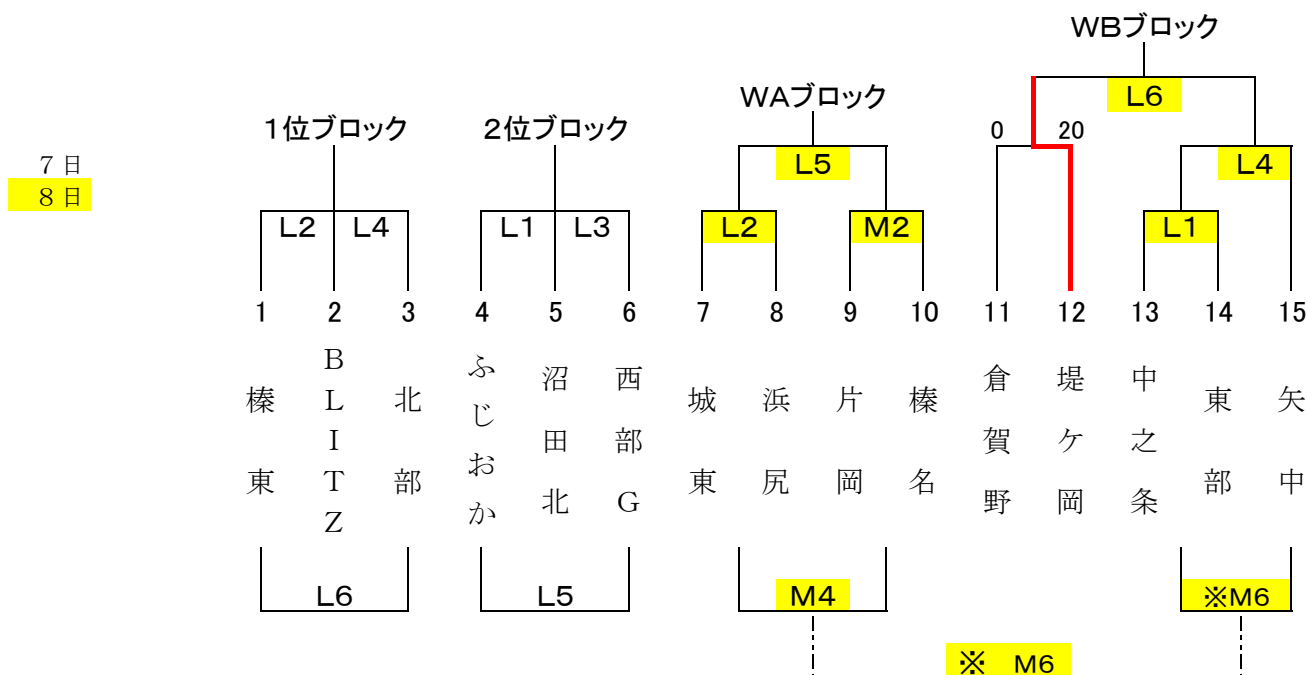 WBブロック
L6
WAブロック
1位ブロック
2位ブロック
0 20
7日
8日
L5
L4
L2 L4
L1 L3
L2
M2
L1
1 2 3 4 5 6 7 8 9 10 11 12 13 14 15
榛東
BLITZ
北部
ふじおか
沼田北
西部G
城東
浜尻
片岡
榛名
倉賀野
堤ケ岡
中之条
東部
矢中
L6
L5
M4
※M6
※ M6